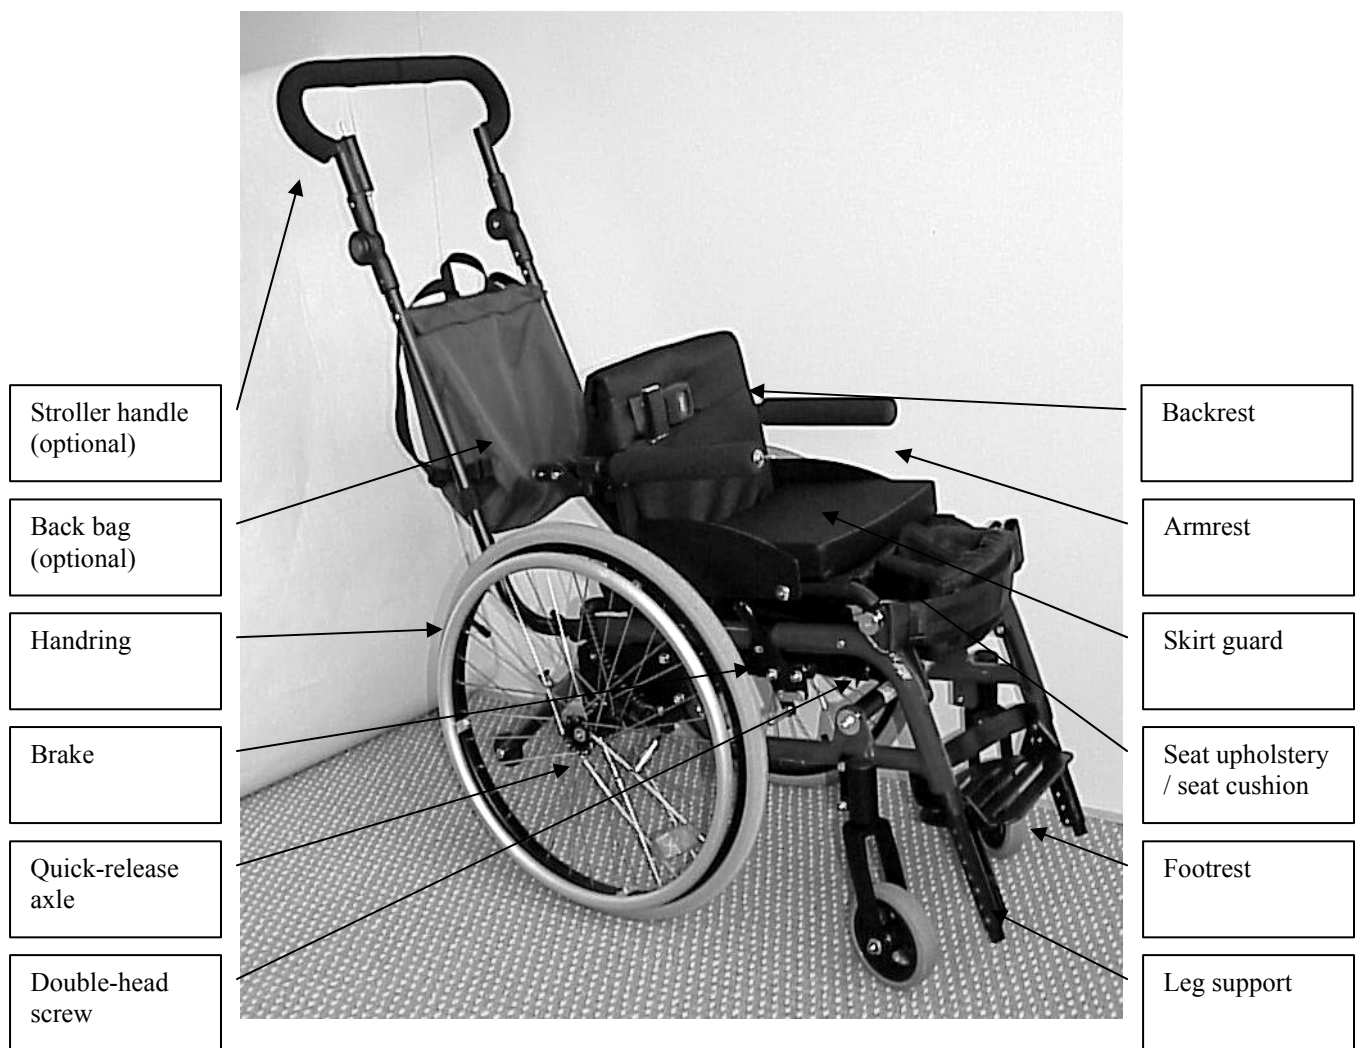 Stroller handle
(optional)
Back bag
(optional)
Handring
Brake
Quick-release
axle
Double-head
screw
Backrest
Armrest
Skirt guard
Seat upholstery
/ seat cushion
Footrest
Leg support